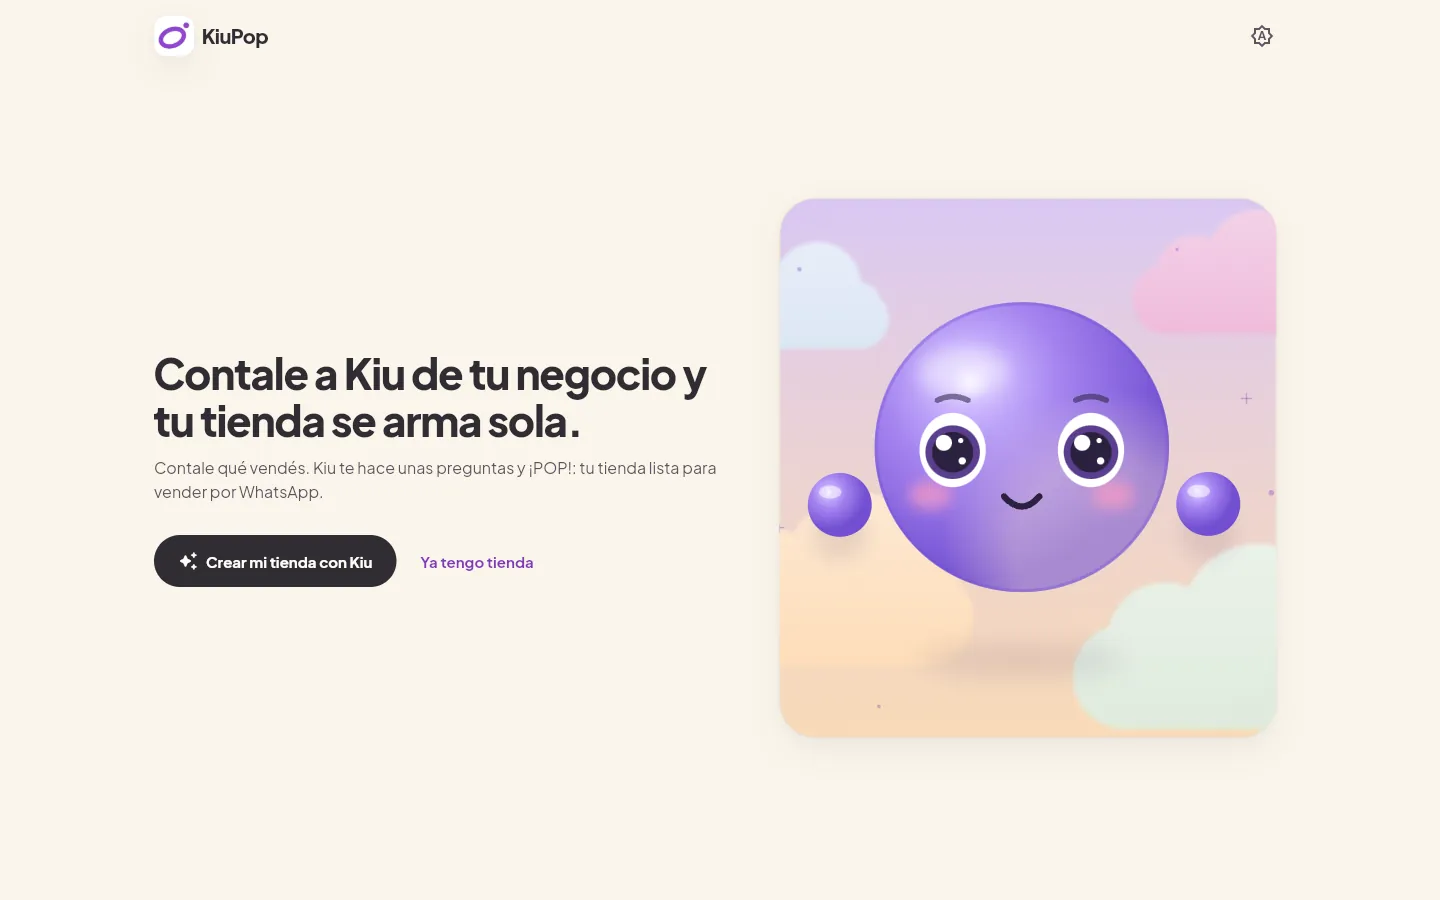 KiuPop
A
Contale a Kiu de tu negocio y
tu tienda se arma sola.
Contale qué vendés. Kiu te hace unas preguntas y ¡POP!: tu tienda lista para
vender por WhatsApp.
Crear mi tienda con Kiu
Ya tengo tienda